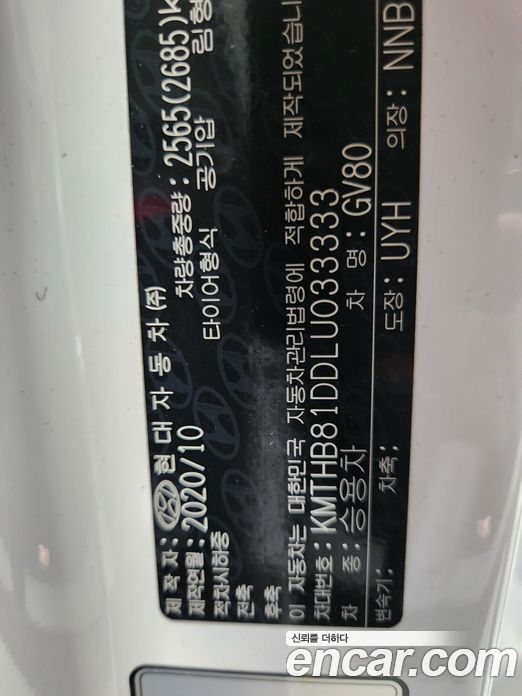 제 작 자: 현대자동차(주) 차량총중량: 2565(2685)K
제작연월: 2020/10 타이어형식 공기압 림형
적차시하중
전축
후축
이 자동차는 대한민국 자동차관리법령에 적합하게 제작되었습
차대번호: KMTHB81DDLU033333
차 종: 승용차 차 명: GV80
변속기: 차축: 도장: UYH 의장: NNB
신뢰를 더하다
encar.com